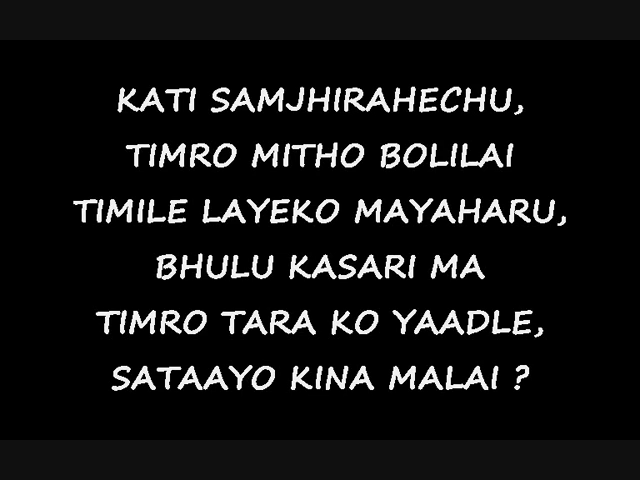 KATI SAMJHIRAHECHU,
TIMRO MITHO BOLILAI
TIMILE LAYEKO MAYAHARU,
BHULU KASARI MA
TIMRO TARA KO YAADLE,
SATAAYO KINA MALAI ?